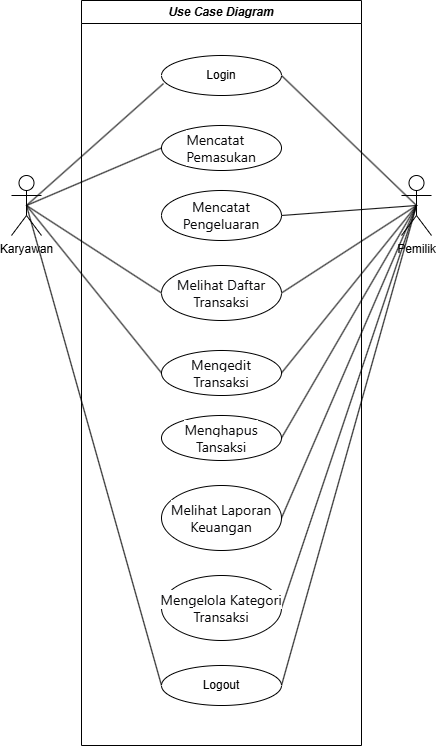 Use Case Diagram
Login
Mencatat
Pemasukan
Mencatat
Pengeluaran
Karyawan
Pemilik
Melihat Daftar
Transaksi
Mengedit
Transaksi
Menghapus
Tansaksi
Melihat Laporan
Keuangan
Mengelola Kategori
Transaksi
Logout